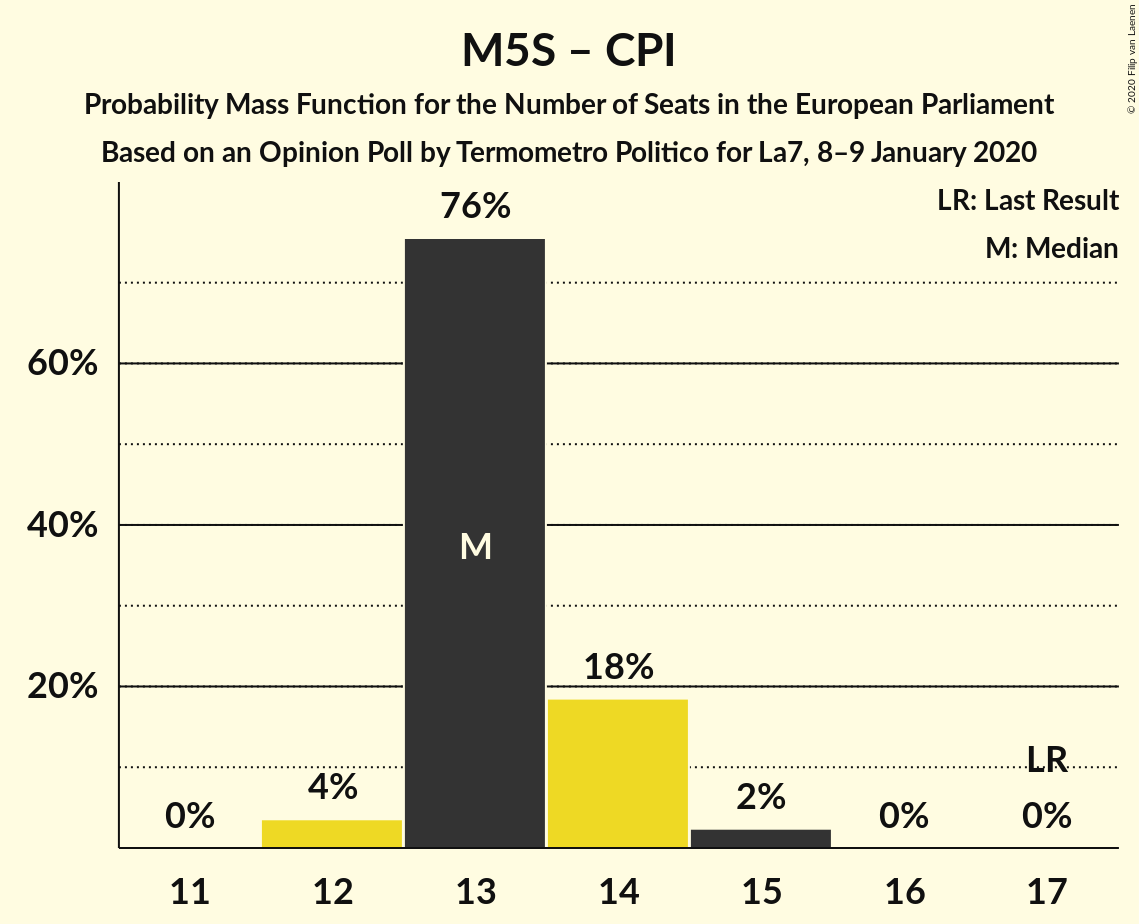 M5S – CPI
Probability Mass Function for the Number of Seats in the European Parliament
Based on an Opinion Poll by Termometro Politico for La7, 8–9 January 2020
© 2020 Filip van Laenen
LR: Last Result
M: Median
76%
60%
40%
20%
M
18%
4%
2%
LR
0%
0%
0%
11 12 13 14 15 16 17